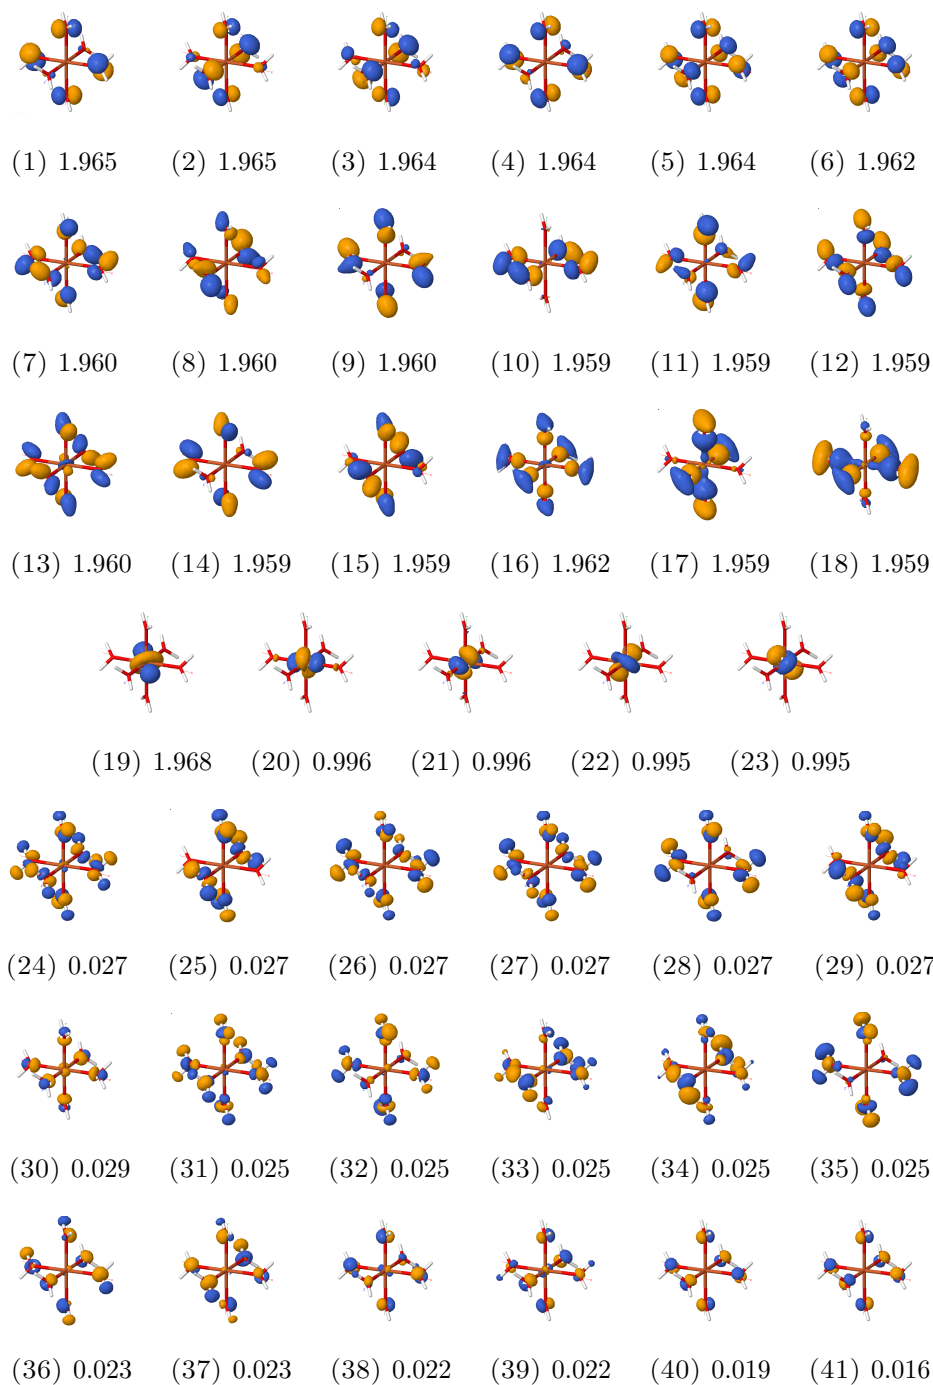 (1) 1.965 (2) 1.965 (3) 1.964 (4) 1.964 (5) 1.964 (6) 1.962
(7) 1.960 (8) 1.960 (9) 1.960 (10) 1.959 (11) 1.959 (12) 1.959
(13) 1.960 (14) 1.959 (15) 1.959 (16) 1.962 (17) 1.959 (18) 1.959
(19) 1.968 (20) 0.996 (21) 0.996 (22) 0.995 (23) 0.995
(24) 0.027 (25) 0.027 (26) 0.027 (27) 0.027 (28) 0.027 (29) 0.027
(30) 0.029 (31) 0.025 (32) 0.025 (33) 0.025 (34) 0.025 (35) 0.025
(36) 0.023 (37) 0.023 (38) 0.022 (39) 0.022 (40) 0.019 (41) 0.016